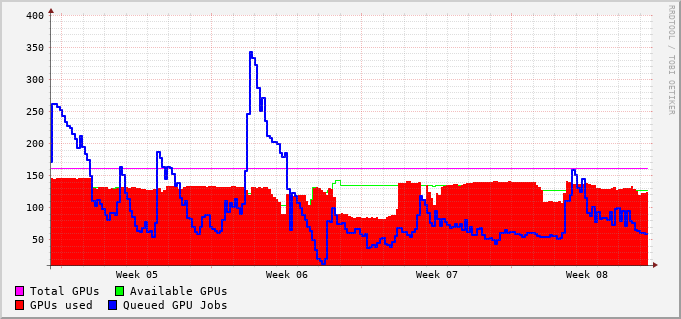 400
350
300
250
200
150
100
50
Week 05 Week 06 Week 07 Week 08
Total GPUs Available GPUs
GPUs used Queued GPU Jobs
RRDTOOL / TOBI OETIKER